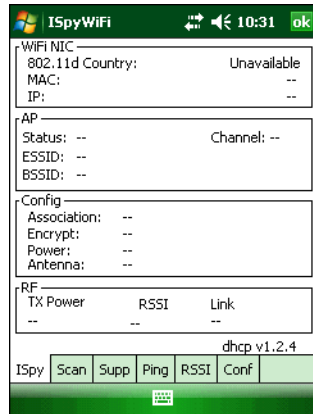 ISpyWiFi 10:31 ok
WiFi NIC
802.11d Country: Unavailable
MAC: --
IP: --
AP
Status: -- Channel: --
ESSID: --
BSSID: --
Config
Association: --
Encrypt: --
Power: --
Antenna: --
RF
TX Power RSSI Link
-- -- --
dhcp v1.2.4
ISpy Scan Supp Ping RSSI Conf